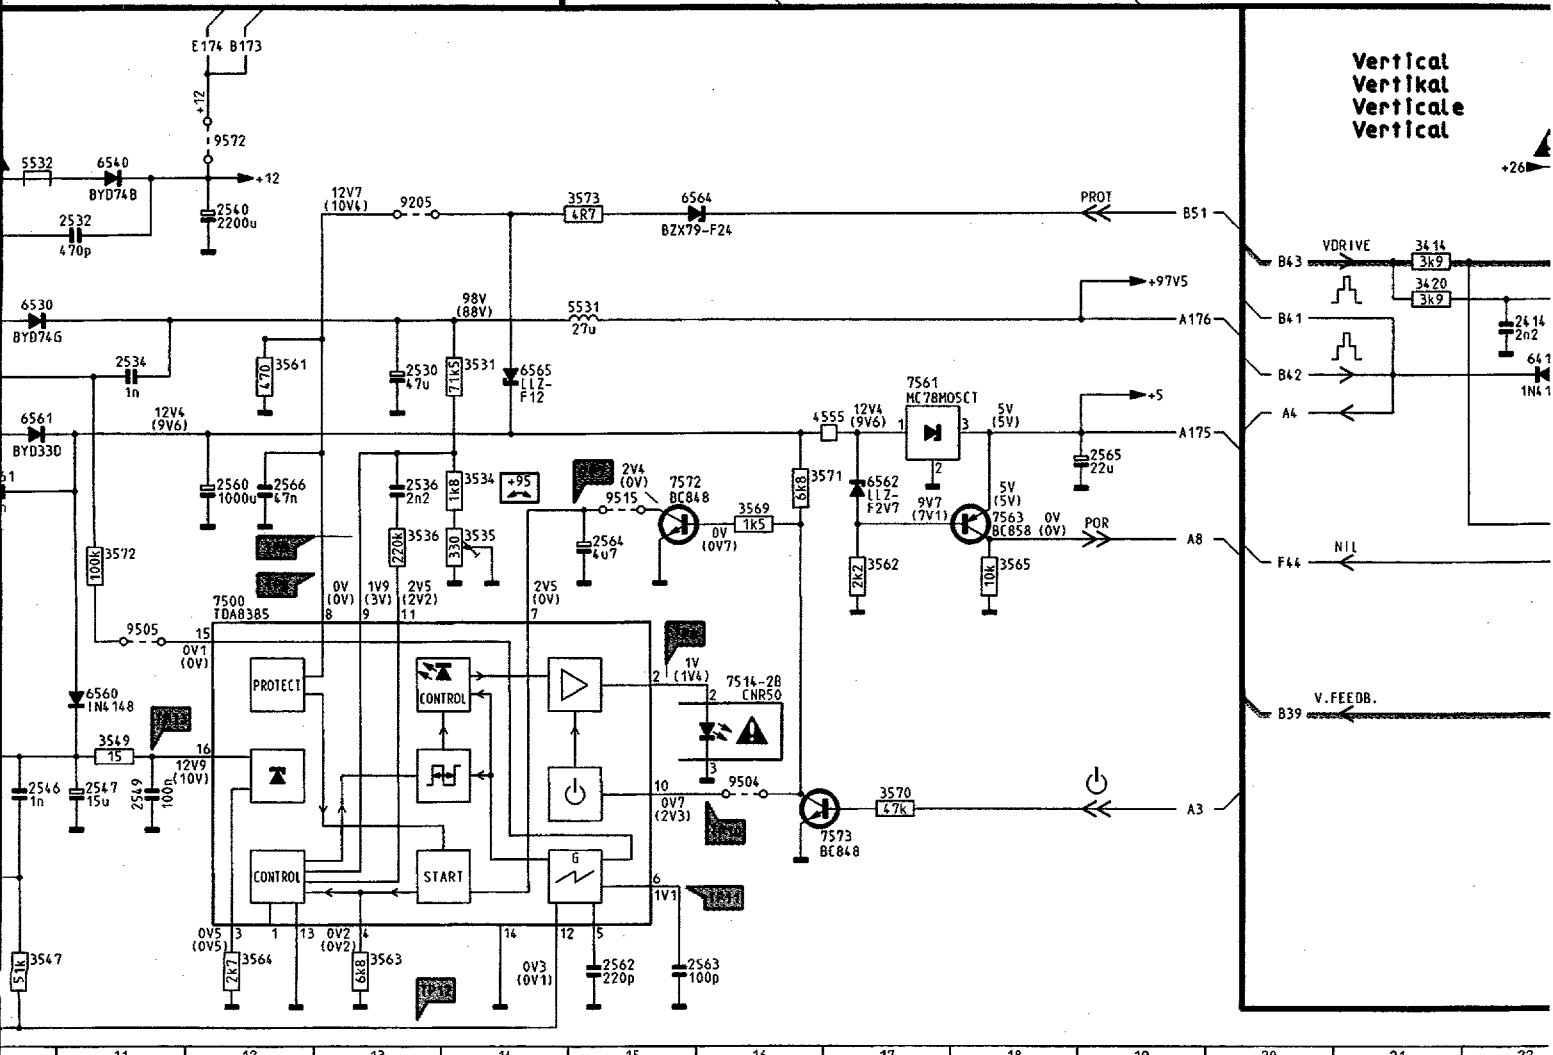 E174 B173
+12
9572
Vertical
Vertikal
Verticale
Vertical
+26
5532
6540
BYD74B
+12
2540
2200u
2532
470p
12V7
(10V4)
9205
3573
4R7
6564
BZX79-F24
PROT
B51
B43
VDRIVE
3414
3k9
3420
3k9
2414
2n2
6530
BYD74G
98V
(88V)
5531
27u
+97V5
A176
B41
B42
A4
641
1N41
2534
1n
3561
470
2530
47u
3531
71k5
6565
LLZ-
F12
7561
MC78M05CT
1
3
2
5V
(5V)
+5
A175
6561
BYD33D
12V4
(9V6)
4555
12V4
(9V6)
2565
22u
61
2560
1000u
2566
47n
2536
2n2
3534
1k8
+95
2V4
(0V)
9515
7572
BC848
3571
6k8
6562
LLZ-
F2V7
9V7
(7V1)
5V
(5V)
7563
BC858
0V
(0V)
POR
A8
3572
100k
3536
220k
3535
330
2564
4u7
3569
1k5
0V
(0V7)
3562
2k2
3565
10k
NIL
F44
7500
TDA8385
0V
(0V)
8
1V9
(3V)
9
2V5
(2V2)
11
2V5
(0V)
7
9505
15
0V1
(0V)
PROTECT
CONTROL
2
1V
(1V4)
7514-2B
CNR50
2
3
6560
1N4148
TP13
3549
15
16
12V9
(10V)
2546
1n
2547
15u
2549
100n
10
0V7
(2V3)
9504
TP10
7573
BC848
3570
47k
A3
B39
V.FEEDB.
CONTROL
START
G
6
1V1
TP11
0V5
(0V5)
3
1
13
0V2
(0V2)
4
14
12
5
3547
51k
3564
2k7
3563
6k8
TP12
0V3
(0V1)
2562
220p
2563
100p
11
12
13
14
15
16
17
18
19
20
21
22